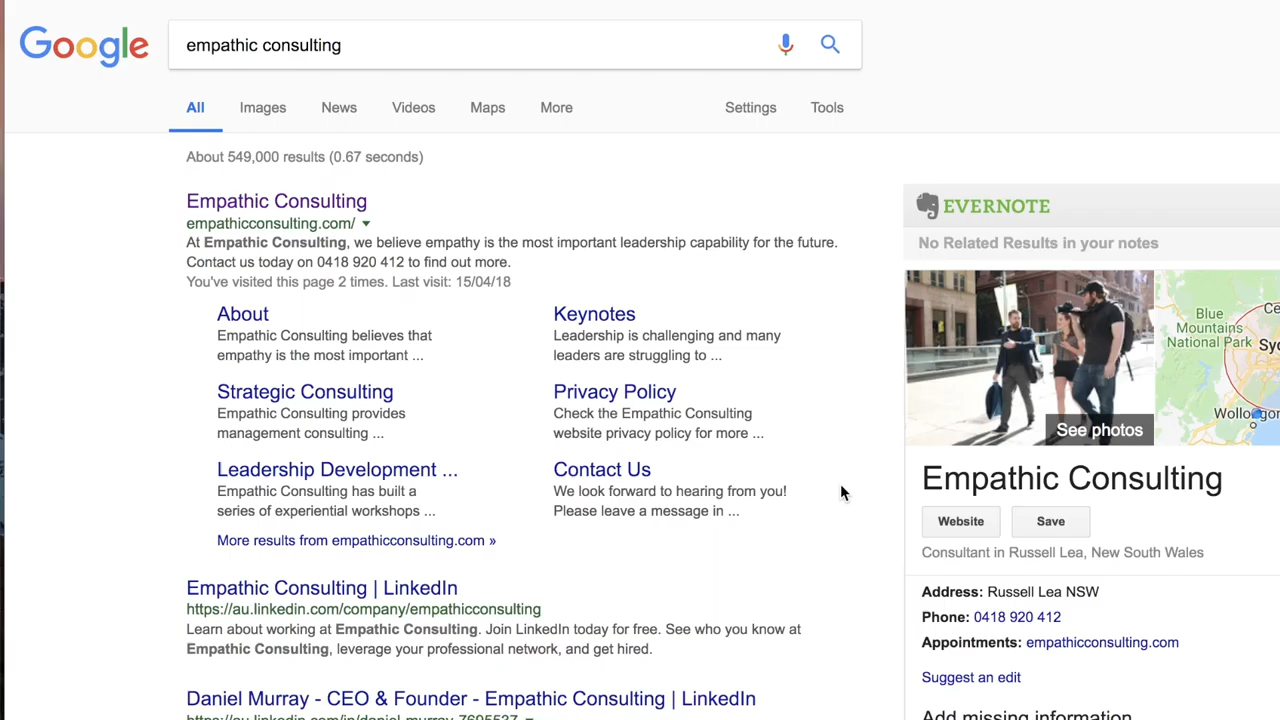 Google
empathic consulting
All Images News Videos Maps More Settings Tools
About 549,000 results (0.67 seconds)
Empathic Consulting
empathicconsulting.com/
At Empathic Consulting, we believe empathy is the most important leadership capability for the future.
Contact us today on 0418 920 412 to find out more.
You've visited this page 2 times. Last visit: 15/04/18
About
Empathic Consulting believes that
empathy is the most important ...
Keynotes
Leadership is challenging and many
leaders are struggling to ...
Strategic Consulting
Empathic Consulting provides
management consulting ...
Privacy Policy
Check the Empathic Consulting
website privacy policy for more ...
Leadership Development ...
Empathic Consulting has built a
series of experiential workshops ...
Contact Us
We look forward to hearing from you!
Please leave a message in ...
More results from empathicconsulting.com »
Empathic Consulting | LinkedIn
https://au.linkedin.com/company/empathicconsulting
Learn about working at Empathic Consulting. Join LinkedIn today for free. See who you know at
Empathic Consulting, leverage your professional network, and get hired.
Daniel Murray - CEO & Founder - Empathic Consulting | LinkedIn
EVERNOTE
No Related Results in your notes
See photos
Blue
Mountains
National Park
Empathic Consulting
Website Save
Consultant in Russell Lea, New South Wales
Address: Russell Lea NSW
Phone: 0418 920 412
Appointments: empathicconsulting.com
Suggest an edit
Add missing information